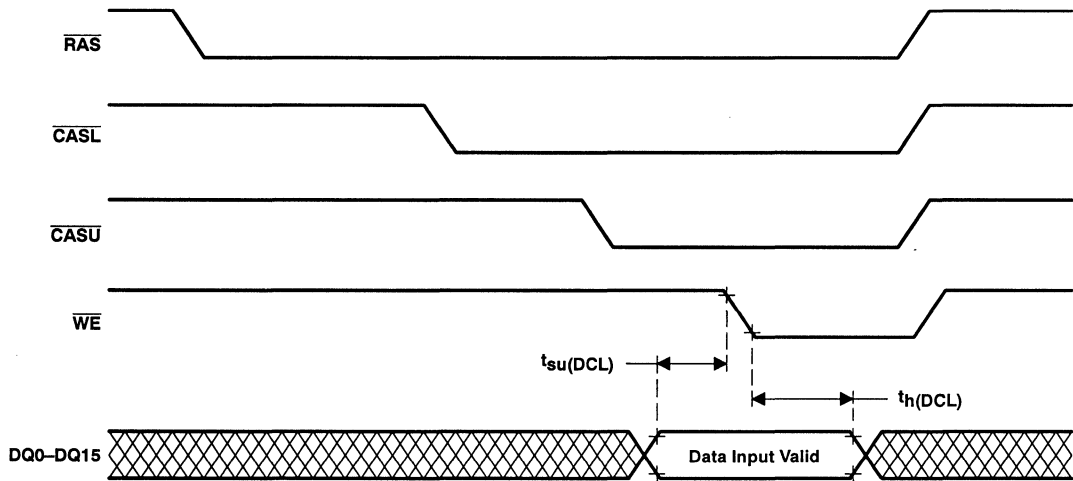 RAS
CASL
CASU
WE
tsu(DCL)
th(DCL)
DQ0–DQ15
Data Input Valid